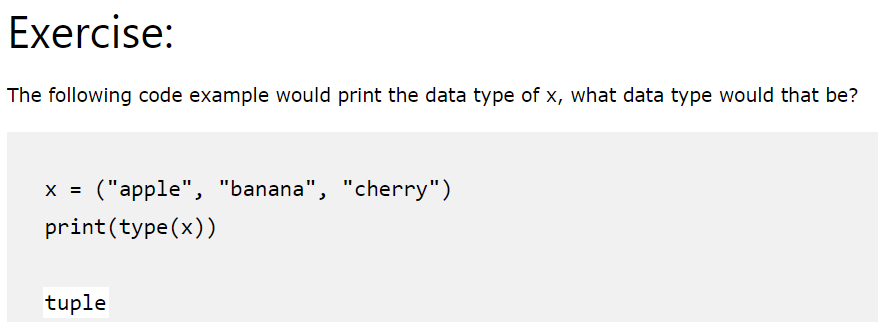 Exercise:
The following code example would print the data type of x, what data type would that be?
x = ("apple", "banana", "cherry")
print(type(x))
tuple